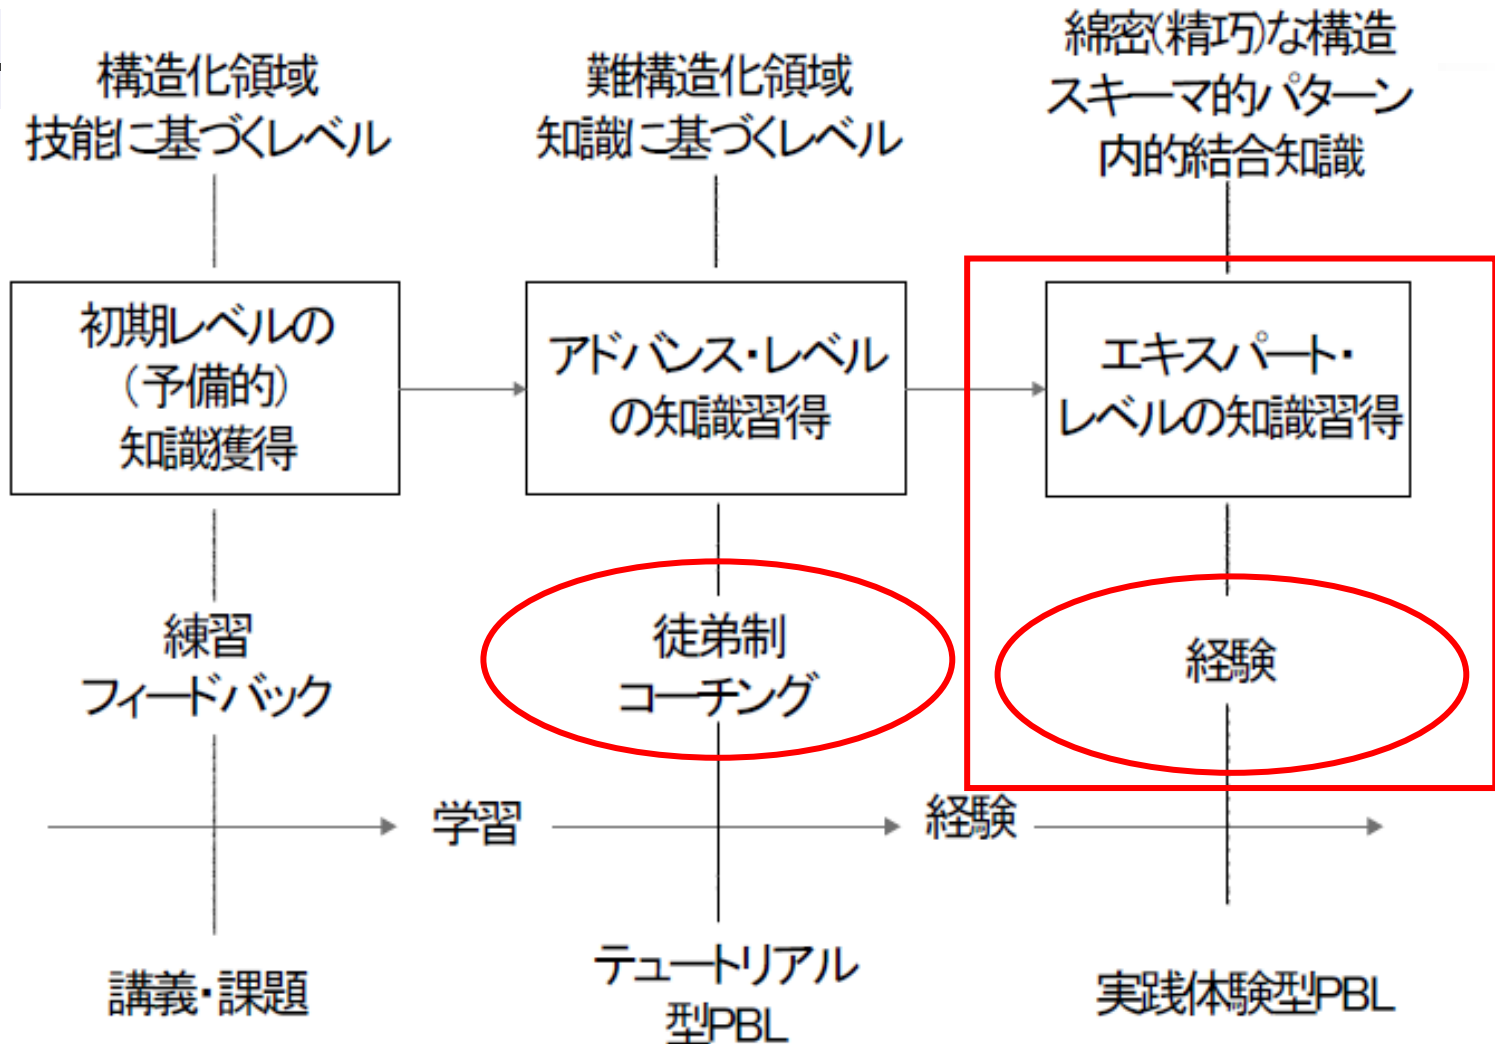 構造化領域
技能に基づくレベル
難構造化領域
知識に基づくレベル
綿密(精巧)な構造
スキーマ的パターン
内的結合知識
初期レベルの
(予備的)
知識獲得
アドバンス・レベル
の知識習得
エキスパート・
レベルの知識習得
練習
フィードバック
徒弟制
コーチング
経験
学習
経験
講義・課題
テュートリアル
型PBL
実践体験型PBL